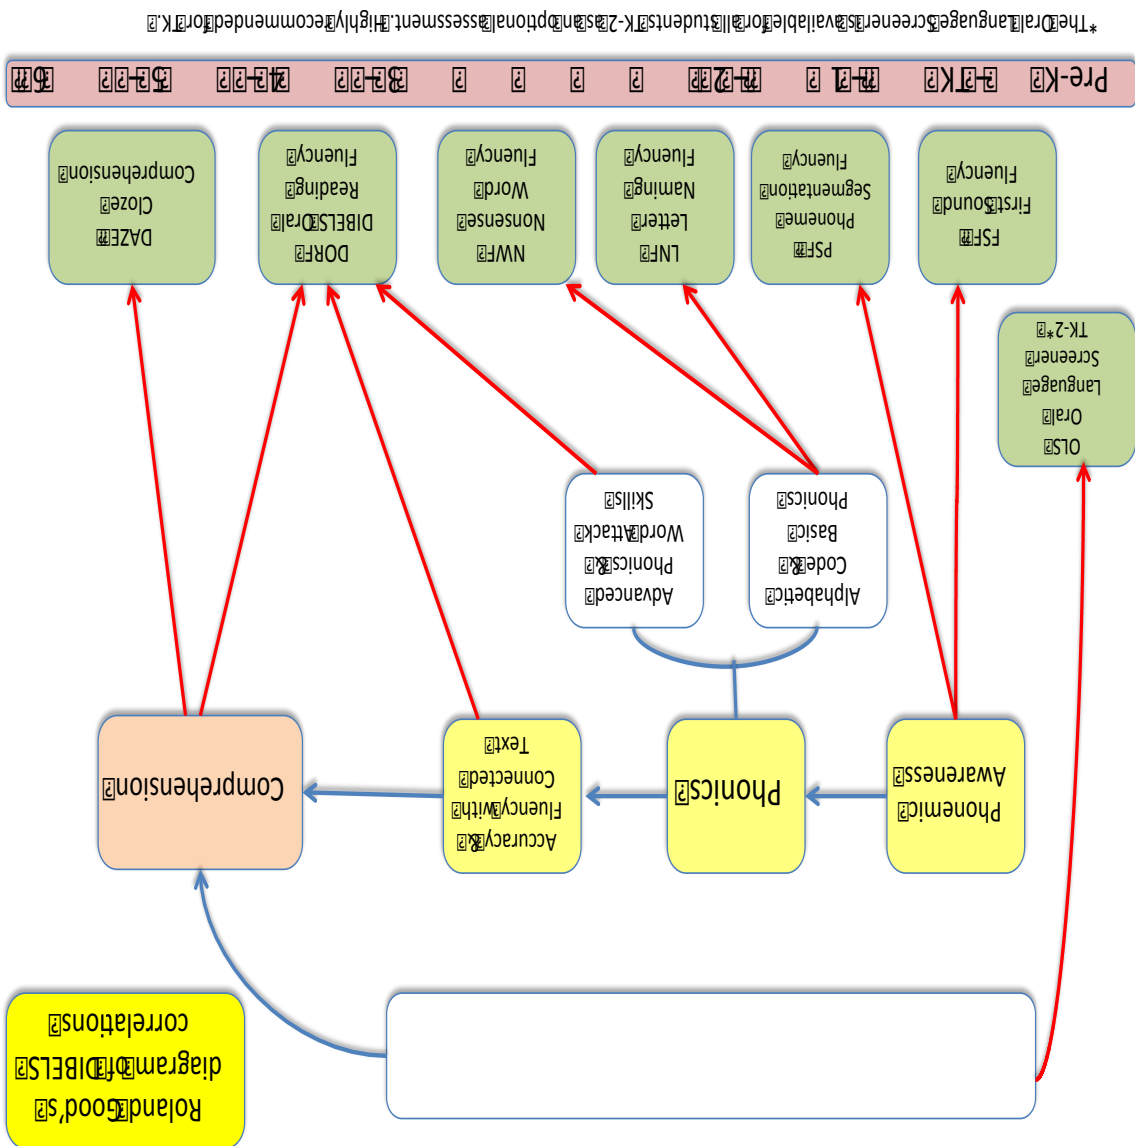 Roland Good's
diagram of DIBELS
correlations
Phonemic
Awareness
Phonics
Accuracy &
Fluency with
Connected
Text
Comprehension
Alphabetic
Code &
Basic
Phonics
Advanced
Phonics &
Word Attack
Skills
OLS
Oral
Language
Screener
TK-2*
FSF
First Sound
Fluency
PSF
Phoneme
Segmentation
Fluency
LNF
Letter
Naming
Fluency
NWF
Nonsense
Word
Fluency
DORF
DIBELS Oral
Reading
Fluency
DAZE
Cloze
Comprehension
Pre-K TK 1 2 3 4 5
*The Oral Language Screener is available for all students TK-2 as an optional assessment. Highly recommended for TK.